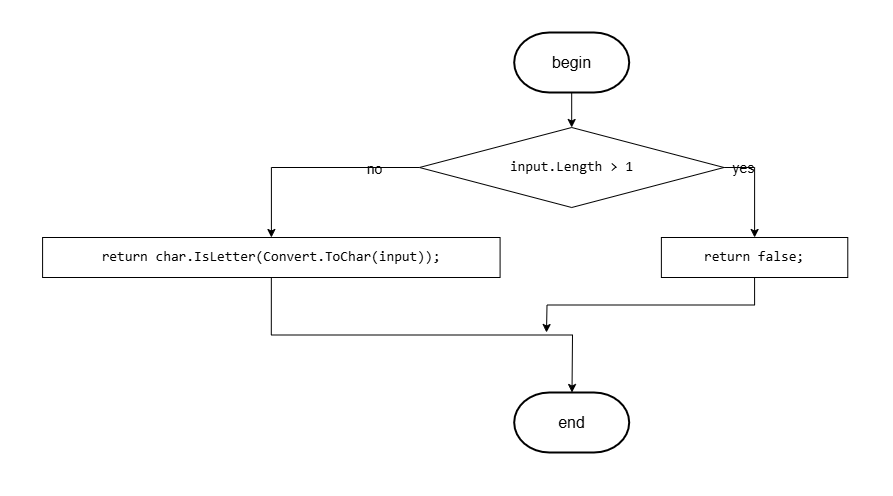 begin
input.Length > 1
no
yes
return char.IsLetter(Convert.ToChar(input));
return false;
end